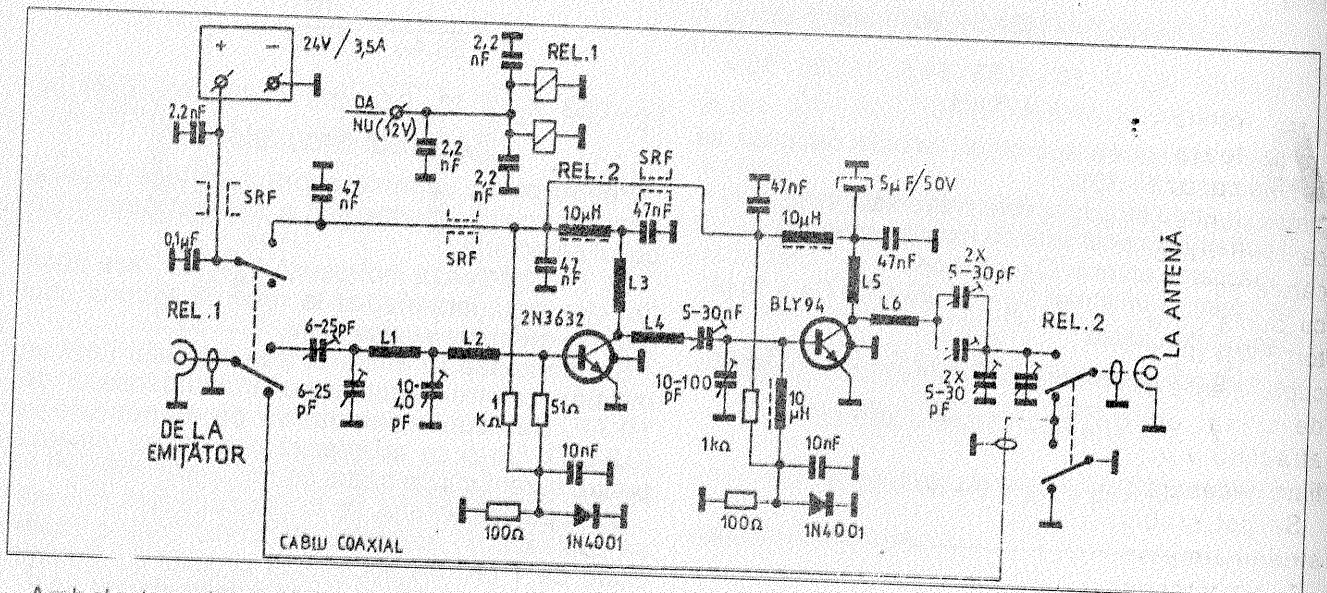 + -
24V / 3,5A
2,2 nF
REL.1
2,2nF
DA
NU (12V)
2,2 nF
2,2 nF
SRF
47 nF
REL.2
SRF
47nF
5µF/50V
10µH
47nF
10µH
47nF
0,1µF
SRF
47 nF
L3
L5
2X
5-30pF
LA ANTENĂ
REL.1
6-25pF
L1
L2
2N3632
L4
5-30nF
BLY94
L6
REL.2
6-25 pF
10-40 pF
1 KΩ
51Ω
10-100 pF
1kΩ
10 µH
2X
5-30 pF
DE LA
EMIȚĂTOR
10nF
10nF
100Ω
1N4001
100Ω
1N4001
CABLU COAXIAL